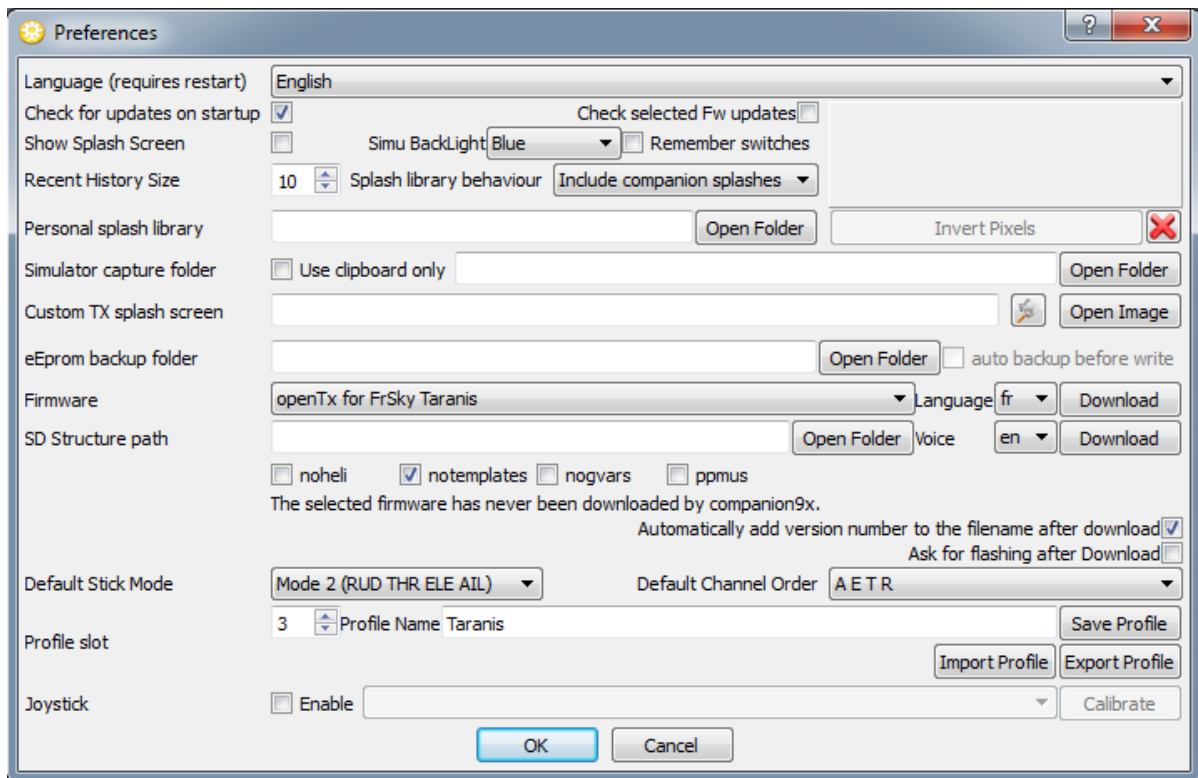 Preferences
Language (requires restart) English
Check for updates on startup Check selected Fw updates
Show Splash Screen Simu BackLight Blue Remember switches
Recent History Size 10 Splash library behaviour Include companion splashes
Personal splash library Open Folder Invert Pixels
Simulator capture folder Use clipboard only Open Folder
Custom TX splash screen Open Image
eEprom backup folder Open Folder auto backup before write
Firmware openTx for FrSky Taranis Language fr Download
SD Structure path Open Folder Voice en Download
noheli notemplates nogvars ppmus
The selected firmware has never been downloaded by companion9x.
Automatically add version number to the filename after download
Ask for flashing after Download
Default Stick Mode Mode 2 (RUD THR ELE AIL) Default Channel Order A E T R
Profile slot 3 Profile Name Taranis Save Profile
Import Profile Export Profile
Joystick Enable Calibrate
OK Cancel